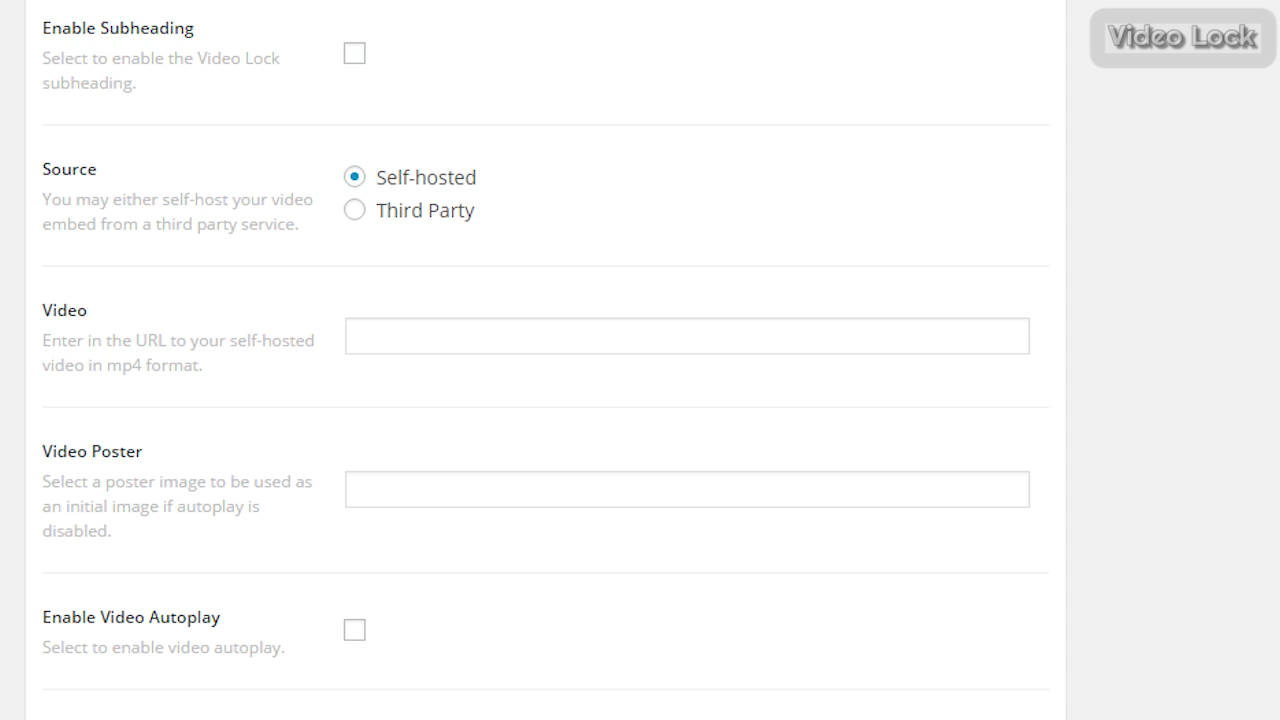 Enable Subheading
Select to enable the Video Lock
subheading.
Video Lock
Source
You may either self-host your video
embed from a third party service.
Self-hosted
Third Party
Video
Enter in the URL to your self-hosted
video in mp4 format.
Video Poster
Select a poster image to be used as
an initial image if autoplay is
disabled.
Enable Video Autoplay
Select to enable video autoplay.